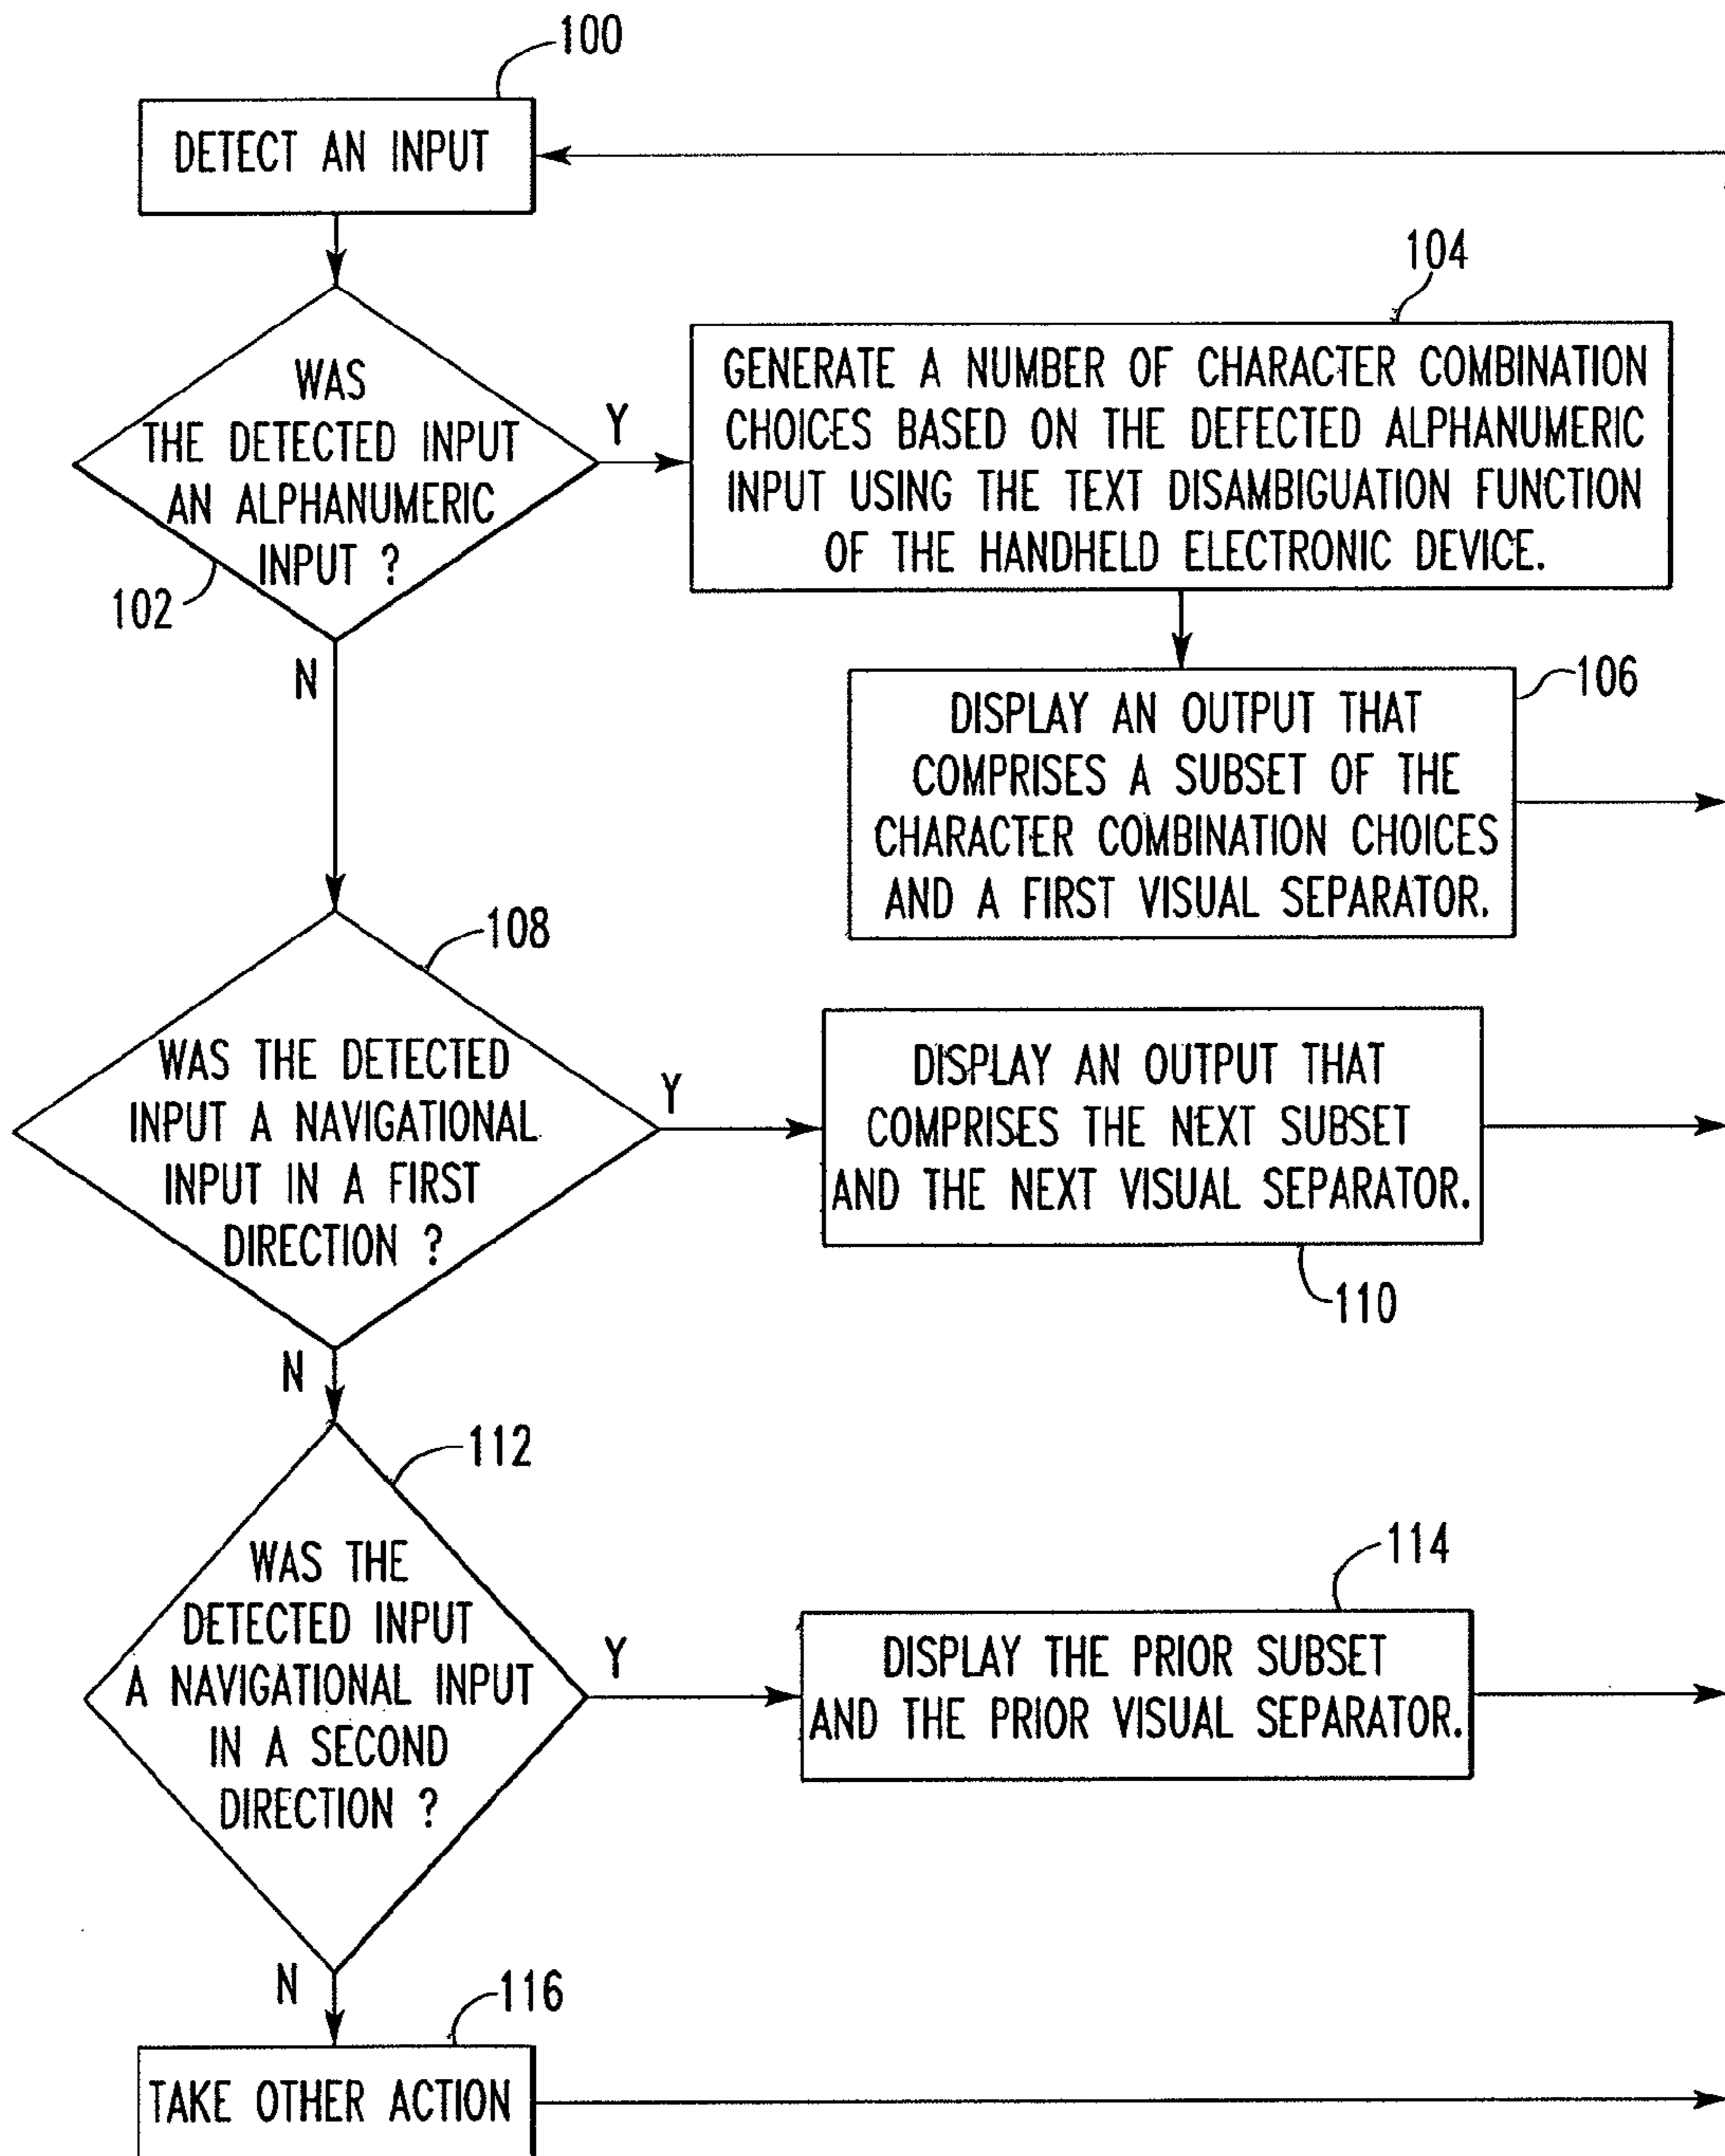 100
DETECT AN INPUT
104
WAS
THE DETECTED INPUT
AN ALPHANUMERIC
INPUT ?
102
Y
N
GENERATE A NUMBER OF CHARACTER COMBINATION
CHOICES BASED ON THE DEFECTED ALPHANUMERIC
INPUT USING THE TEXT DISAMBIGUATION FUNCTION
OF THE HANDHELD ELECTRONIC DEVICE.
106
DISPLAY AN OUTPUT THAT
COMPRISES A SUBSET OF THE
CHARACTER COMBINATION CHOICES
AND A FIRST VISUAL SEPARATOR.
108
WAS THE DETECTED
INPUT A NAVIGATIONAL
INPUT IN A FIRST
DIRECTION ?
Y
N
DISPLAY AN OUTPUT THAT
COMPRISES THE NEXT SUBSET
AND THE NEXT VISUAL SEPARATOR.
110
112
WAS THE
DETECTED INPUT
A NAVIGATIONAL INPUT
IN A SECOND
DIRECTION ?
Y
N
114
DISPLAY THE PRIOR SUBSET
AND THE PRIOR VISUAL SEPARATOR.
116
TAKE OTHER ACTION